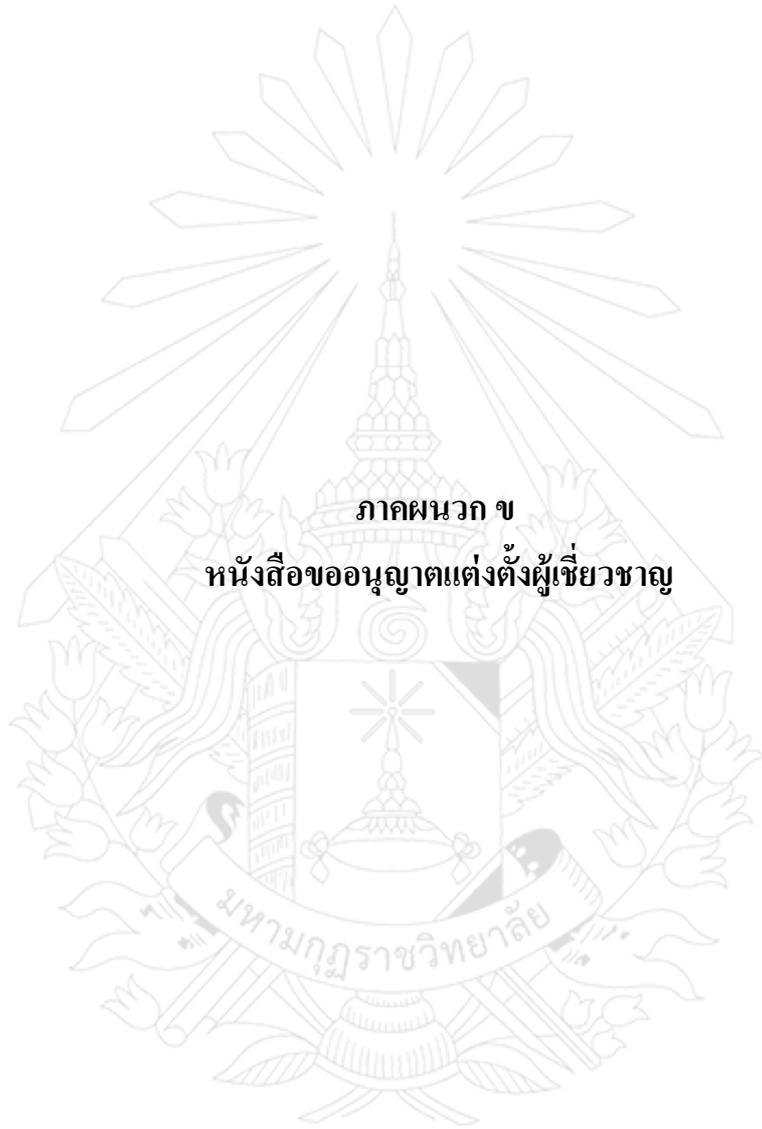 ภาคผนวก ข
หนังสือขออนุญาตแต่งตั้งผู้เชี่ยวชาญ
มหามกุฏราชวิทยาลัย